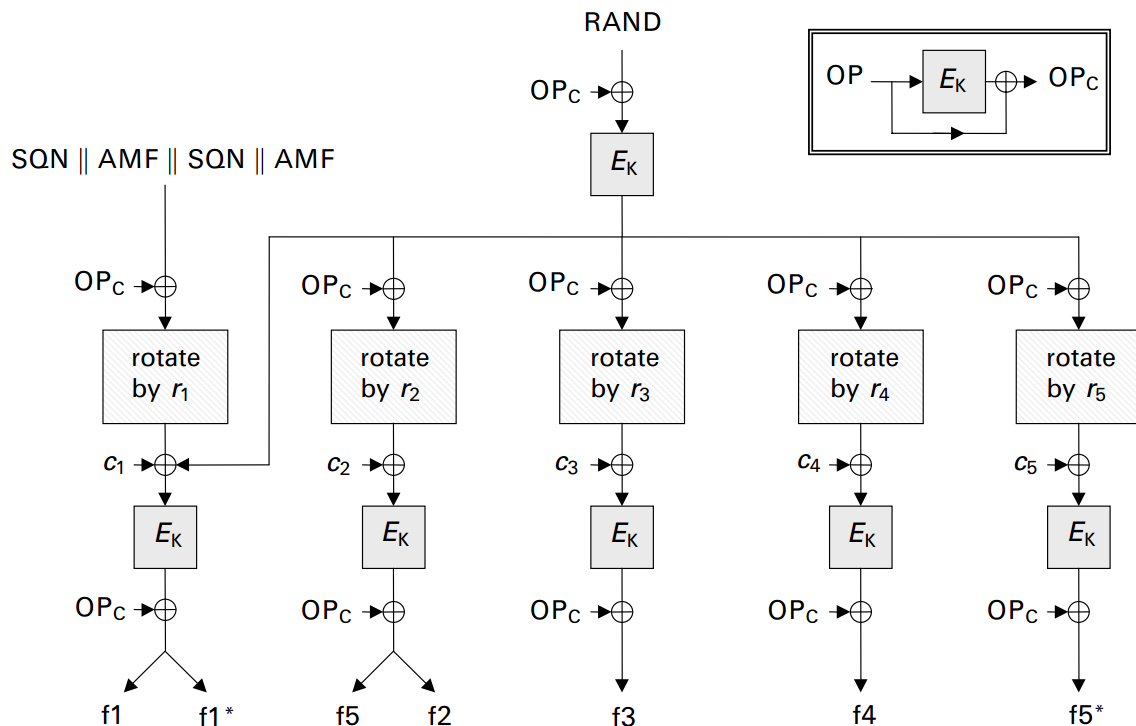 RAND
OP E_K OP_C
OP_C
SQN || AMF || SQN || AMF
E_K
OP_C OP_C OP_C OP_C OP_C
rotate by r_1
rotate by r_2
rotate by r_3
rotate by r_4
rotate by r_5
c_1 c_2 c_3 c_4 c_5
E_K E_K E_K E_K E_K
OP_C OP_C OP_C OP_C OP_C
f1 f1* f5 f2 f3 f4 f5*